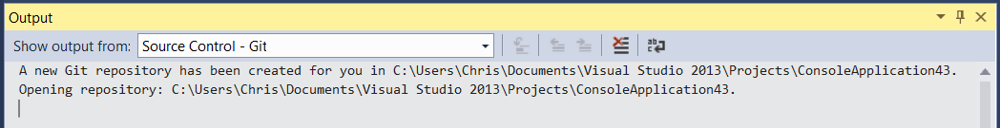 Output
Show output from: Source Control - Git
A new Git repository has been created for you in C:\Users\Chris\Documents\Visual Studio 2013\Projects\ConsoleApplication43.
Opening repository: C:\Users\Chris\Documents\Visual Studio 2013\Projects\ConsoleApplication43.